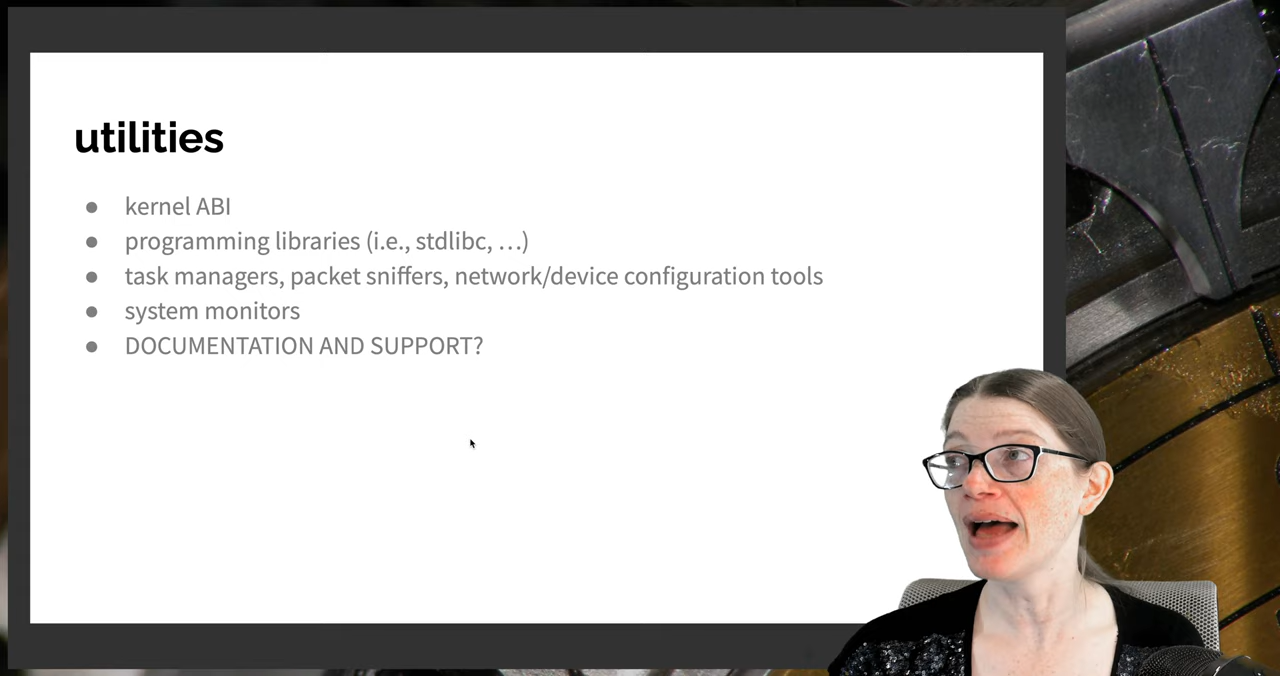 utilities
● kernel ABI
● programming libraries (i.e., stdlibc, …)
● task managers, packet sniffers, network/device configuration tools
● system monitors
● DOCUMENTATION AND SUPPORT?